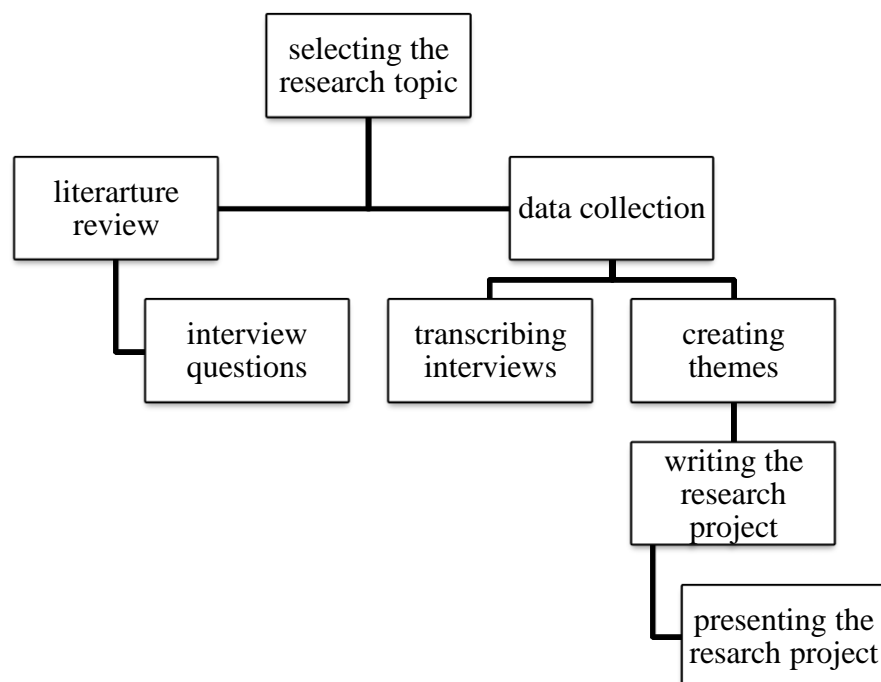 selecting the
research topic
literarture
review
data collection
interview
questions
transcribing
interviews
creating
themes
writing the
research
project
presenting the
resarch project